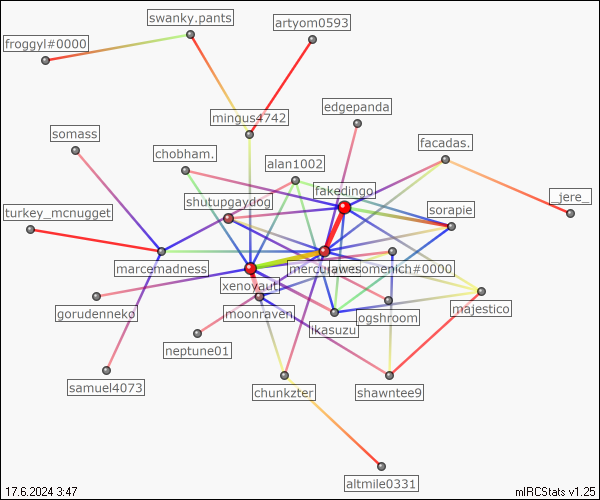 swanky.pants
artyom0593
froggyl#0000
edgepanda
mingus4742
somass
facadas.
chobham.
alan1002
fakedingo
_jere_
shutupgaydog
turkey_mcnugget
sorapie
marcemadness
awesomenich#0000
xenovaut
gorudenneko
moonraven
ogshroom
majestico
ikasuzu
neptune01
samuel4073
chunkzter
shawntee9
altmile0331
17.6.2024 3:47
mIRCStats v1.25